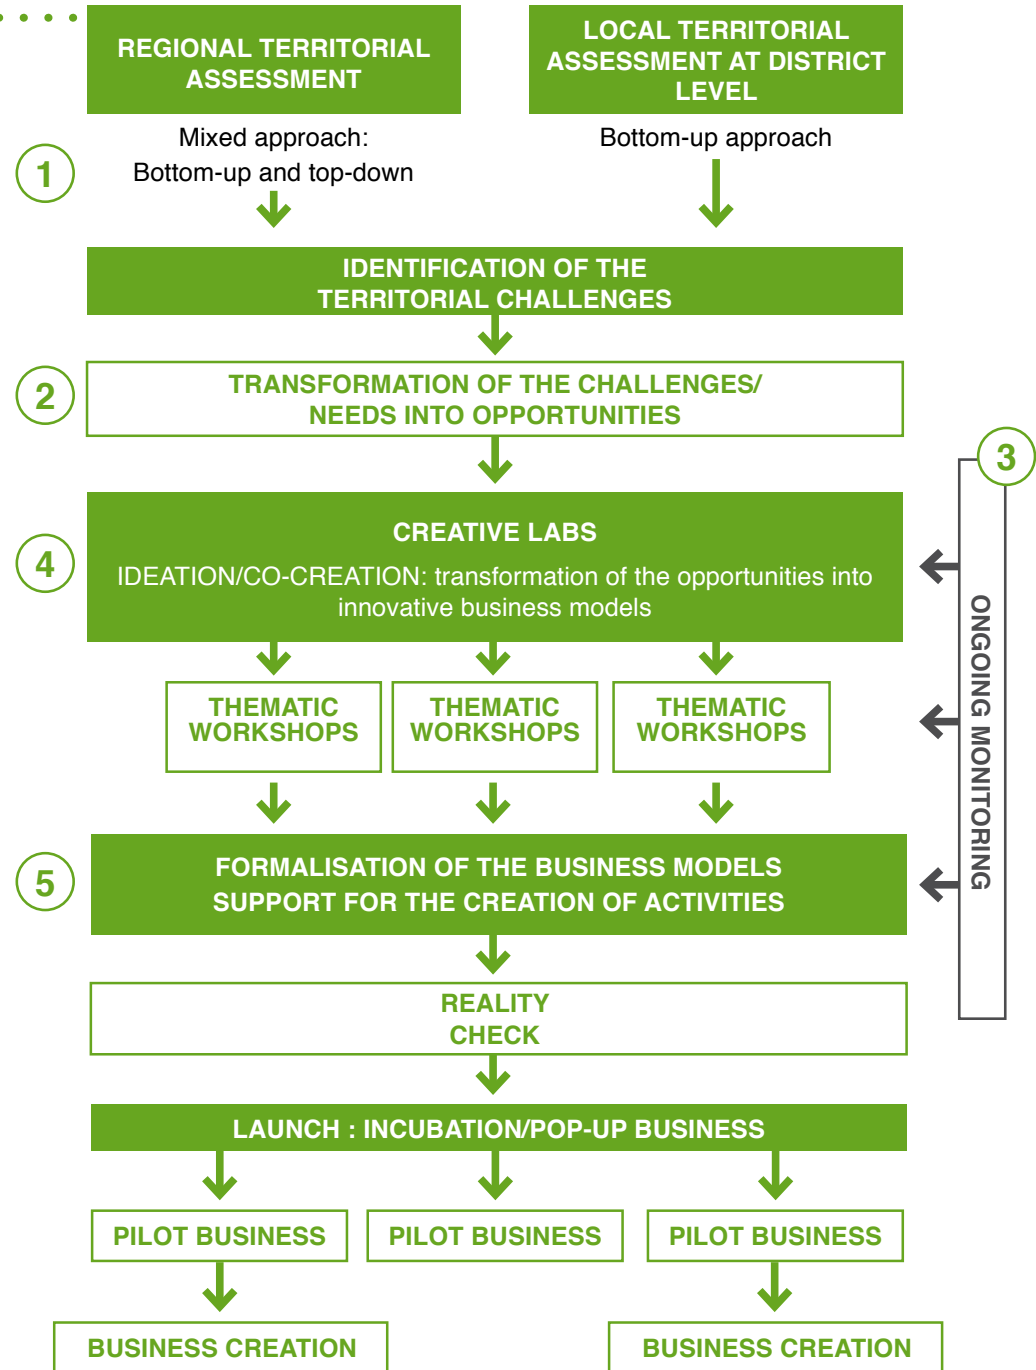 REGIONAL TERRITORIAL
ASSESSMENT
LOCAL TERRITORIAL
ASSESSMENT AT DISTRICT
LEVEL
1
Mixed approach:
Bottom-up and top-down
Bottom-up approach
IDENTIFICATION OF THE
TERRITORIAL CHALLENGES
2
TRANSFORMATION OF THE CHALLENGES/
NEEDS INTO OPPORTUNITIES
3
ONGOING MONITORING
4
CREATIVE LABS
IDEATION/CO-CREATION: transformation of the opportunities into
innovative business models
THEMATIC
WORKSHOPS
THEMATIC
WORKSHOPS
THEMATIC
WORKSHOPS
5
FORMALISATION OF THE BUSINESS MODELS
SUPPORT FOR THE CREATION OF ACTIVITIES
REALITY
CHECK
LAUNCH : INCUBATION/POP-UP BUSINESS
PILOT BUSINESS
PILOT BUSINESS
PILOT BUSINESS
BUSINESS CREATION
BUSINESS CREATION